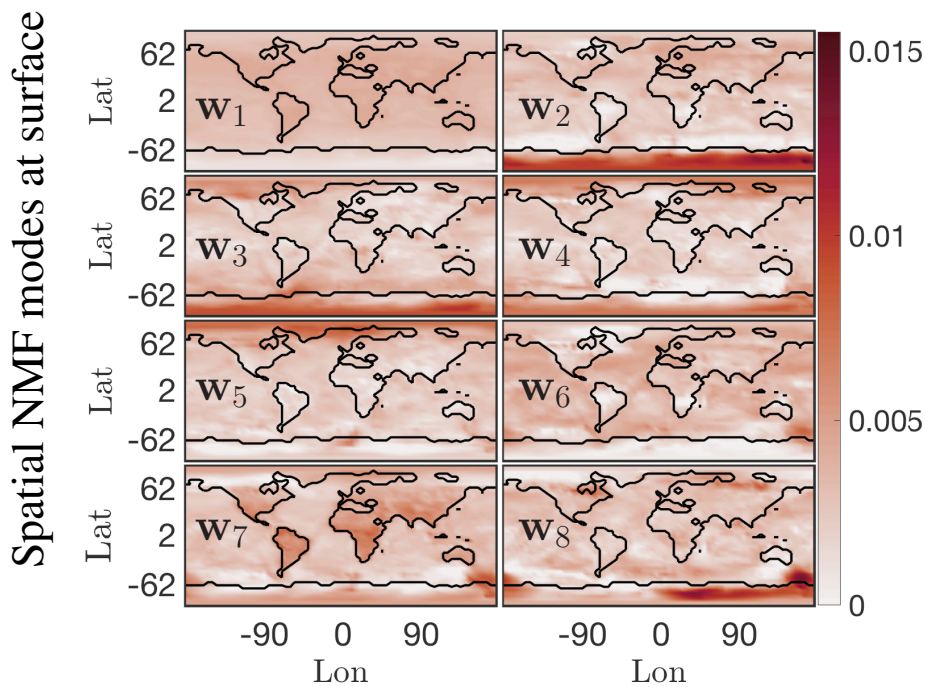 Spatial NMF modes at surface
Lat
62
2
-62
w1
w2
0.015
Lat
62
2
-62
w3
w4
0.01
Lat
62
2
-62
w5
w6
0.005
Lat
62
2
-62
w7
w8
0
-90 0 90
-90 0 90
Lon
Lon